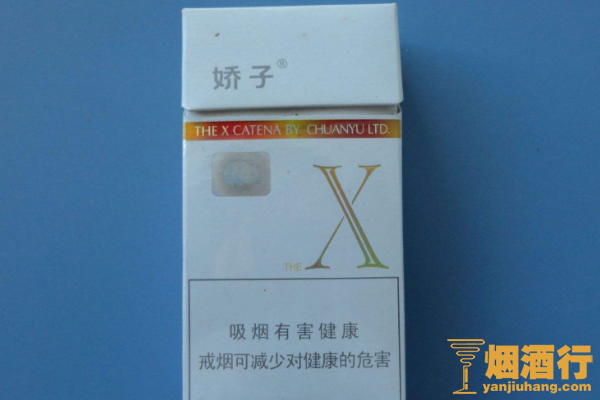 娇子®
THE X CATENA BY CHUANYU LTD.
THE X
吸烟有害健康
戒烟可减少对健康的危害
烟酒行
yanjiuhang.com